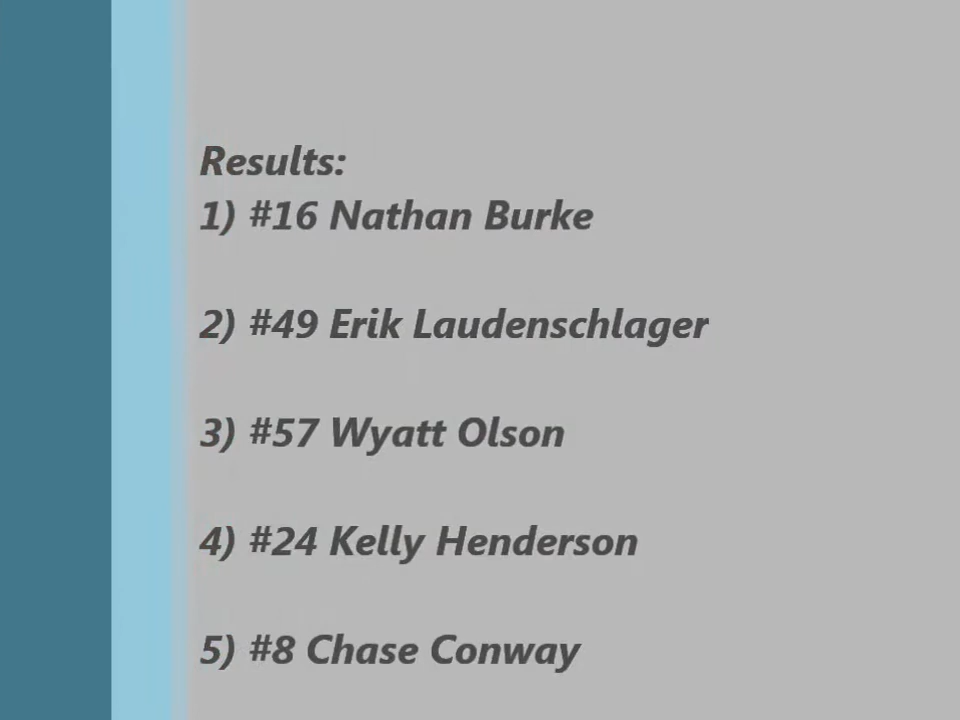 Results:
1) #16 Nathan Burke
2) #49 Erik Laudenschlager
3) #57 Wyatt Olson
4) #24 Kelly Henderson
5) #8 Chase Conway